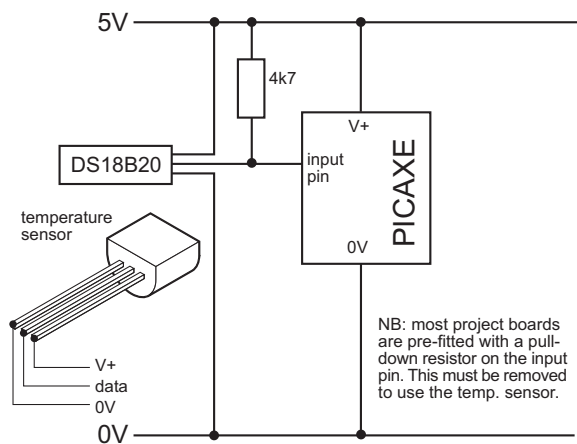 5V
4k7
V+
DS18B20
input
pin
PICAXE
temperature
sensor
0V
NB: most project boards
are pre-fitted with a pull-
down resistor on the input
pin. This must be removed
to use the temp. sensor.
V+
data
0V
0V